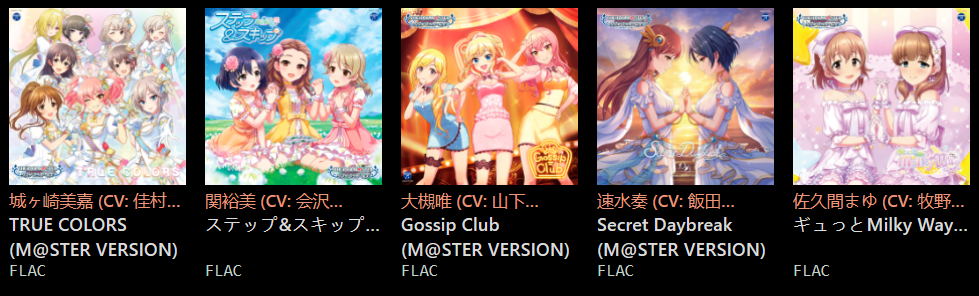 TRUE COLORS
ステップ
&スキップ
Gossip
Club
Secret Daybreak
城ヶ崎美嘉 (CV: 佳村...
TRUE COLORS
(M@STER VERSION)
FLAC
関裕美 (CV: 会沢...
ステップ&スキップ...
FLAC
大槻唯 (CV: 山下...
Gossip Club
(M@STER VERSION)
FLAC
速水奏 (CV: 飯田...
Secret Daybreak
(M@STER VERSION)
FLAC
佐久間まゆ (CV: 牧野...
ギュっとMilky Way...
FLAC